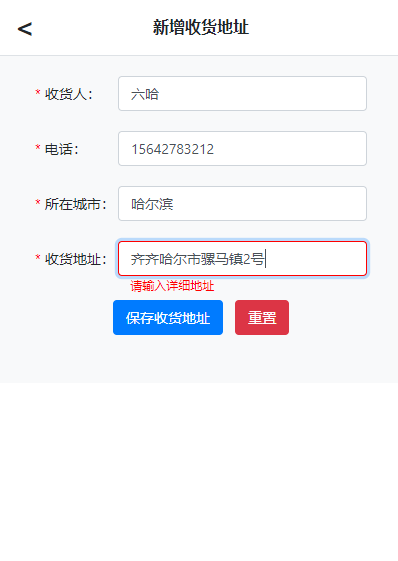 < 新增收货地址
* 收货人： 六哈
* 电话： 15642783212
* 所在城市： 哈尔滨
* 收货地址： 齐齐哈尔市骡马镇2号
请输入详细地址
保存收货地址 重置